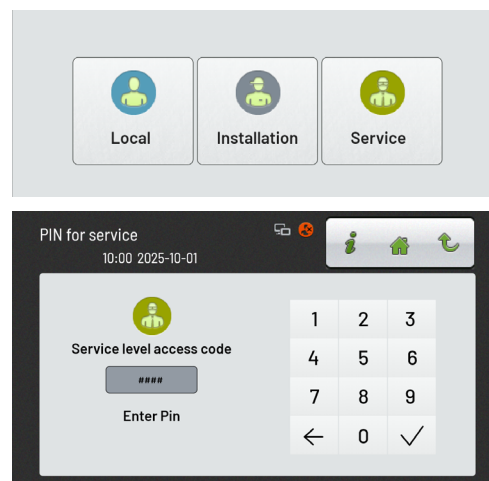 Local Installation Service
PIN for service
10:00 2025-10-01
i
Service level access code
####
Enter Pin
1 2 3
4 5 6
7 8 9
0